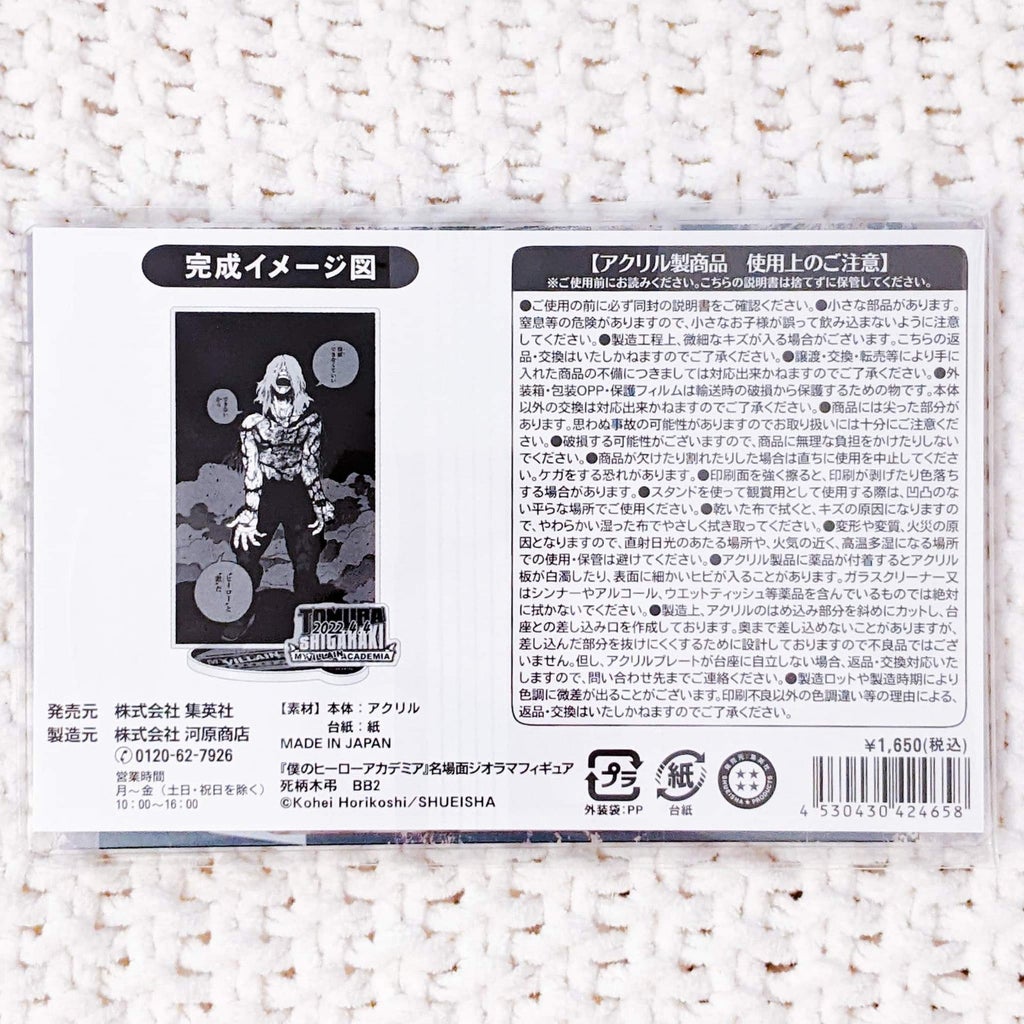 完成イメージ図
TOMURA
2022.4.4
SHIGARAKI
MY VILLAIN ACADEMIA
MY VILLAIN
発売元 株式会社 集英社
製造元 株式会社 河原商店
0120-62-7926
営業時間
月〜金(土日・祝日を除く)
10:00〜16:00
【素材】本体:アクリル
台紙:紙
MADE IN JAPAN
『僕のヒーローアカデミア』名場面ジオラマフィギュア
死柄木弔 BB2
©Kohei Horikoshi/SHUEISHA
【アクリル製商品 使用上のご注意】
※ご使用前にお読みください。こちらの説明書は捨てずに保管してください。
●ご使用の前に必ず同封の説明書をご確認ください。●小さな部品があります。
窒息等の危険がありますので、小さなお子様が誤って飲み込まないように注意
してください。●製造工程上、微細なキズが入る場合がございます。こちらの返
品・交換はいたしかねますのでご了承ください。●譲渡・交換・転売等により手に
入れた商品の不備につきましては対応出来かねますのでご了承ください。●外
装箱・包装OPP・保護フィルムは輸送時の破損から保護するための物です。本体
以外の交換は対応出来かねますのでご了承ください。●商品には尖った部分が
あります。思わぬ事故の可能性がありますのでお取り扱いには十分にご注意くださ
い。●破損する可能性がございますので、商品に無理な負担をかけたりしない
でください。●商品が欠けたり割れたりした場合は直ちに使用を中止してくださ
い。ケガをする恐れがあります。●印刷面を強く擦ると、印刷が剥げたり色落ち
する場合があります。●スタンドを使って観賞用として使用する際は、凹凸のな
い平らな場所でご使用ください。●乾いた布で拭くと、キズの原因になりますの
で、やわらかい湿った布でやさしく拭き取ってください。●変形や変質、火災の原
因となりますので、直射日光のあたる場所や、火気の近く、高温多湿になる場所
での使用・保管は避けてください。●アクリル製品に薬品が付着するとアクリル
板が白濁したり、表面に細かいヒビが入ることがあります。ガラスクリーナー又
はシンナーやアルコール、ウエットティッシュ等薬品を含んでいるものでは絶対
に拭かないでください。●製造上、アクリルのはめ込み部分を斜めにカットし、台
座との差し込み口を作成しております。奥まで差し込めないことがありますが、
差し込んだ部分を抜けにくくするために設計しておりますので不良品ではござ
いません。但し、アクリルプレートが台座に自立しない場合、返品・交換対応いた
しますので、問い合わせ先までご連絡ください。●製造ロットや製造時期により
色調に微差が出ることがございます。印刷不良以外の色調違い等の理由による、
返品・交換はいたしかねますのでご了承ください。
¥1,650(税込)
プラ
外装袋:PP
紙
台紙
4 530430 424658